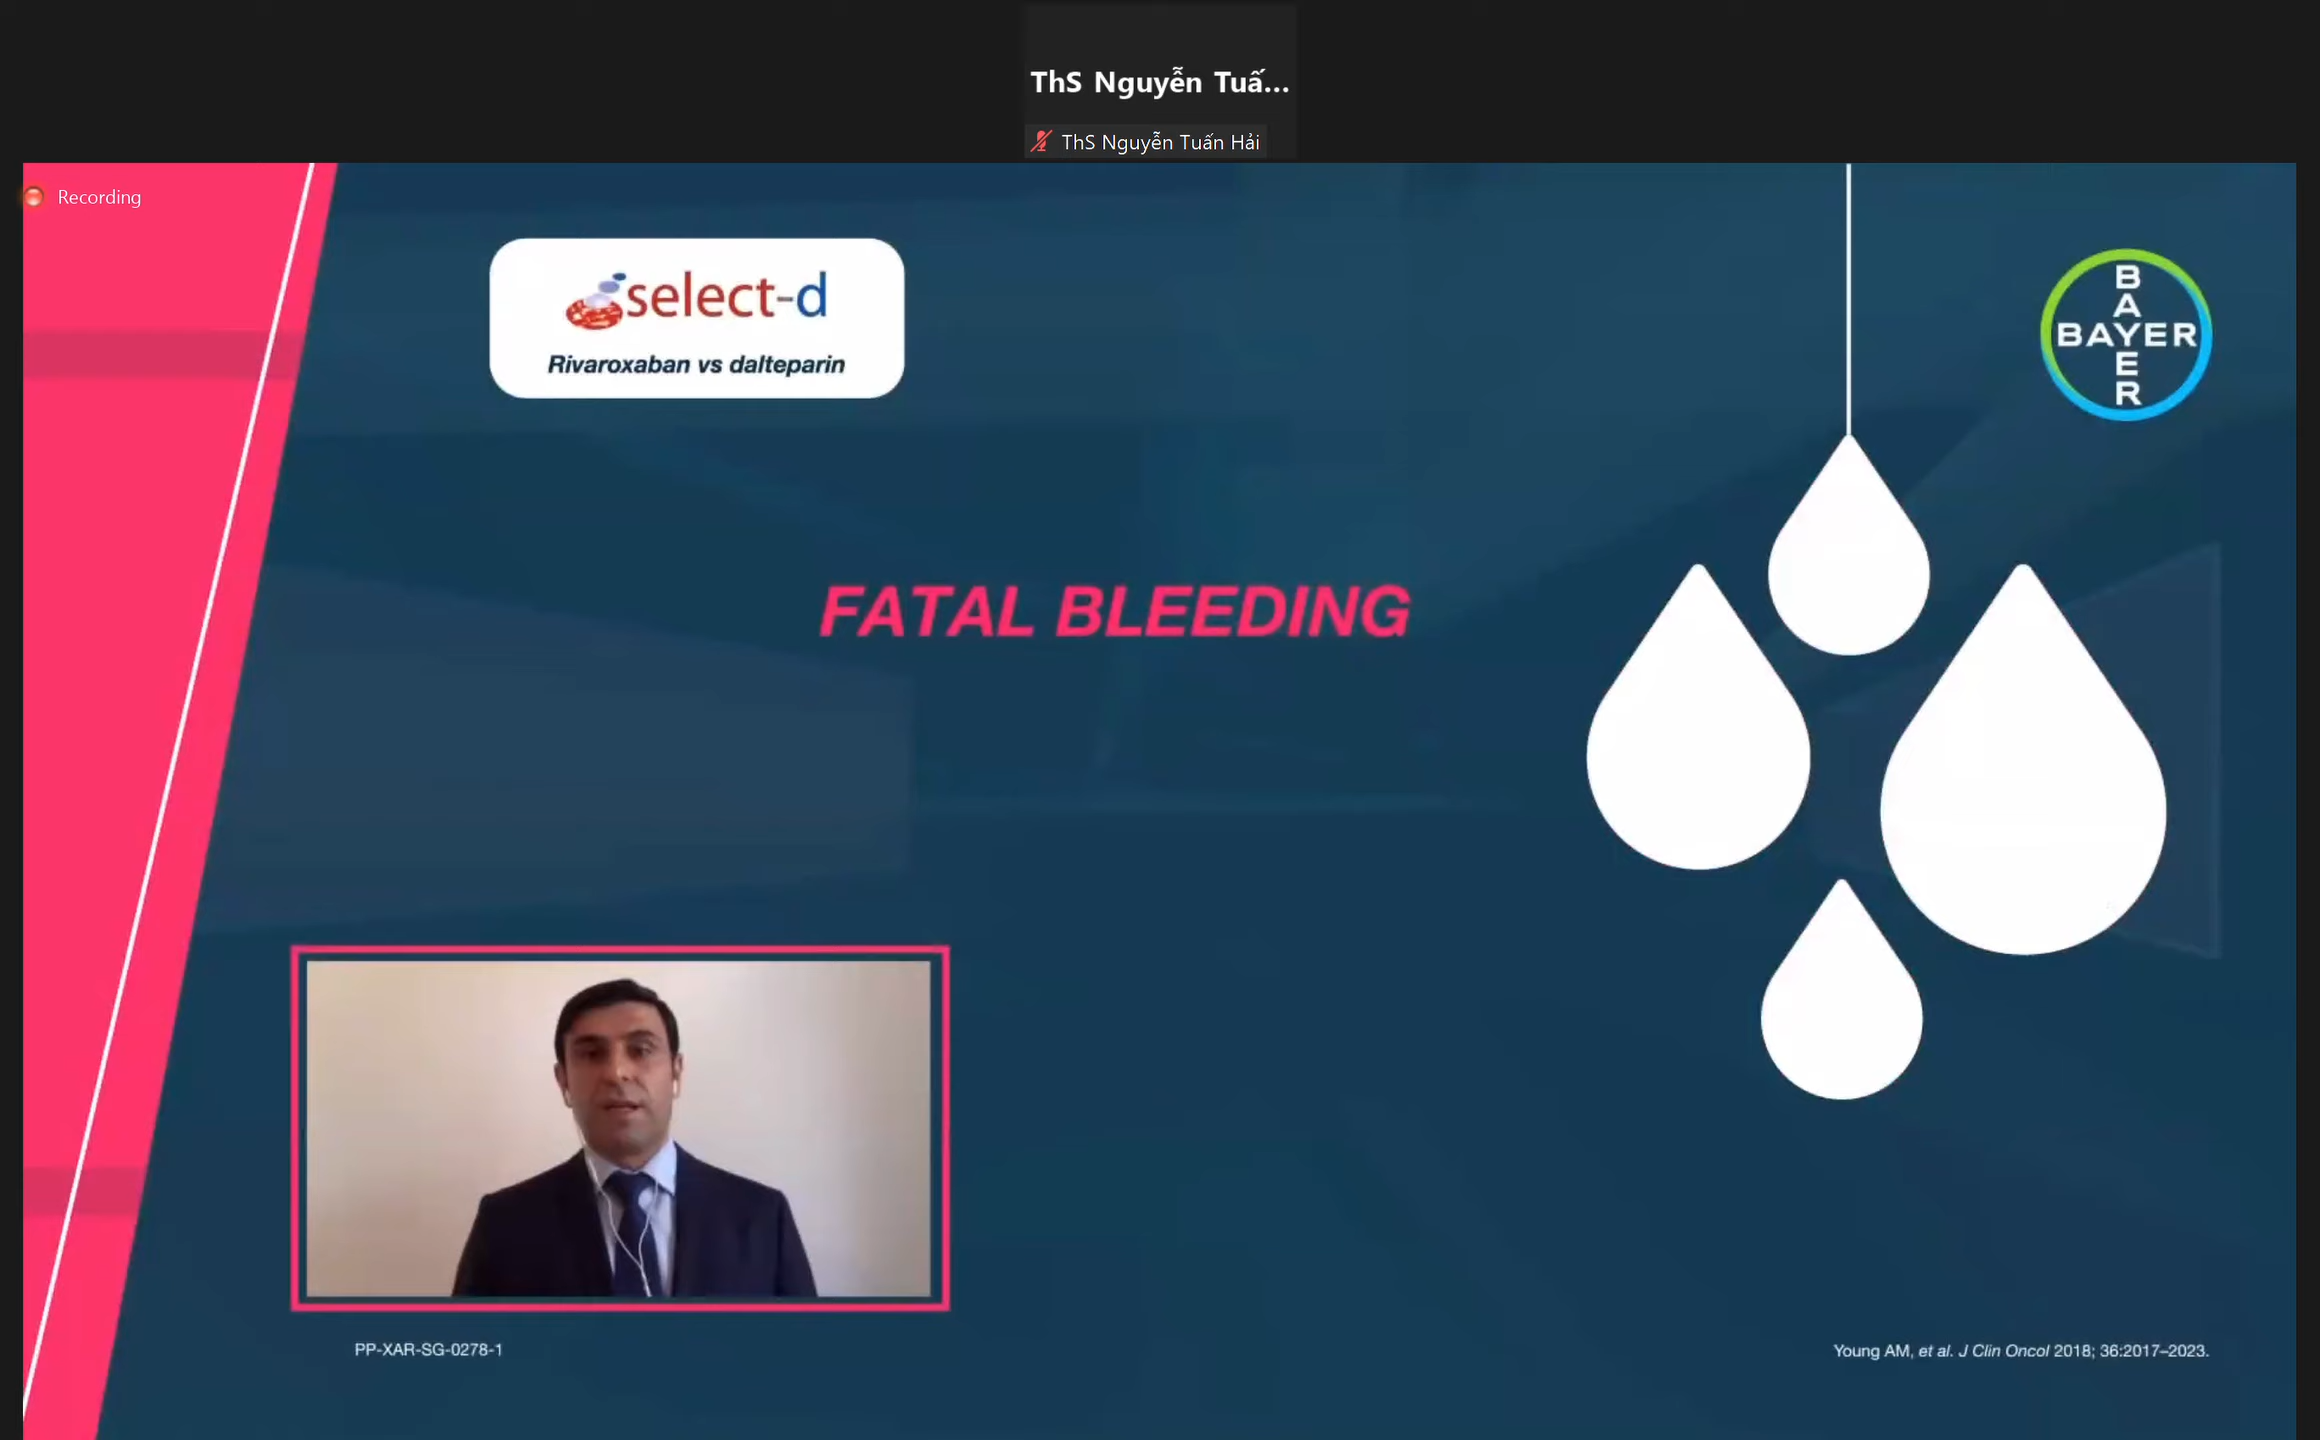 ThS Nguyễn Tuấ...
ThS Nguyễn Tuấn Hải
Recording
select-d
Rivaroxaban vs dalteparin
BAYER
BAYER
FATAL BLEEDING
PP-XAR-SG-0278-1
Young AM, et al. J Clin Oncol 2018; 36:2017–2023.